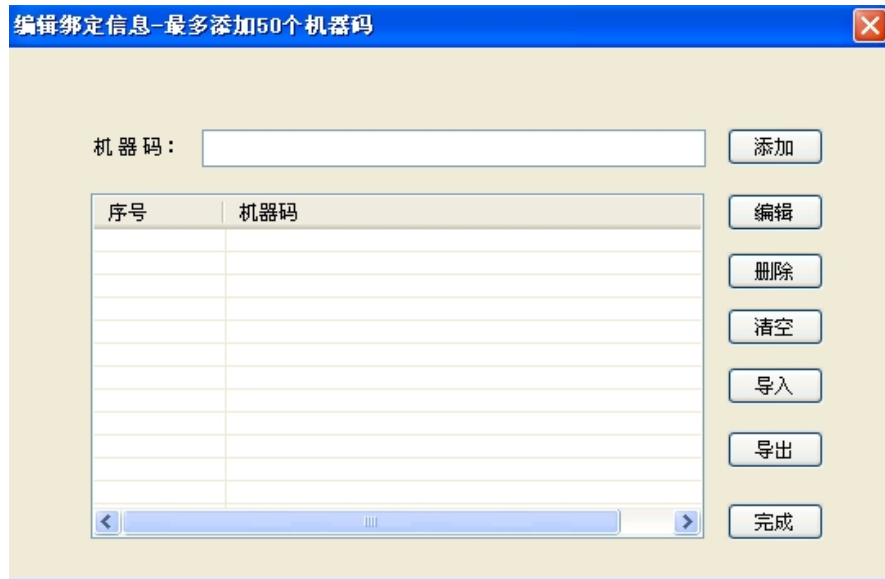 编辑绑定信息-最多添加50个机器码
机 器 码： 添加
序号 机器码 编辑
删除
清空
导入
导出
完成